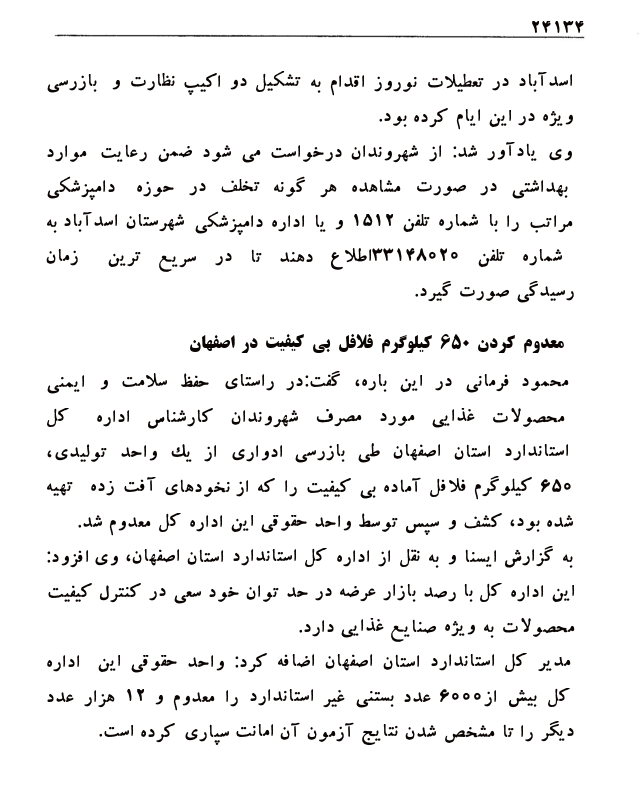 ۲۴۱۳۴
اسدآباد در تعطیلات نوروز اقدام به تشکیل دو اکیپ نظارت و بازرسی
ویژه در این ایام کرده بود.
وی یادآور شد: از شهروندان درخواست می شود ضمن رعایت موارد
بهداشتی در صورت مشاهده هر گونه تخلف در حوزه دامپزشکی
مراتب را با شماره تلفن ۱۵۱۲ و یا اداره دامپزشکی شهرستان اسدآباد به
شماره تلفن ۳۳۱۴۸۰۲۰اطلاع دهند تا در سریع ترین زمان
رسیدگی صورت گیرد.
معدوم کردن ۶۵۰ کیلوگرم فلافل بی کیفیت در اصفهان
محمود فرمانی در این باره، گفت:در راستای حفظ سلامت و ایمنی
محصولات غذایی مورد مصرف شهروندان کارشناس اداره کل
استاندارد استان اصفهان طی بازرسی ادواری از یك واحد تولیدی،
۶۵۰ کیلوگرم فلافل آماده بی کیفیت را که از نخودهای آفت زده تهیه
شده بود، کشف و سپس توسط واحد حقوقی این اداره کل معدوم شد.
به گزارش ایسنا و به نقل از اداره کل استاندارد استان اصفهان، وی افزود:
این اداره کل با رصد بازار عرضه در حد توان خود سعی در کنترل کیفیت
محصولات به ویژه صنایع غذایی دارد.
مدیر کل استاندارد استان اصفهان اضافه کرد: واحد حقوقی این اداره
کل بیش از۶۰۰۰ عدد بستنی غیر استاندارد را معدوم و ۱۲ هزار عدد
دیگر را تا مشخص شدن نتایج آزمون آن امانت سپاری کرده است.